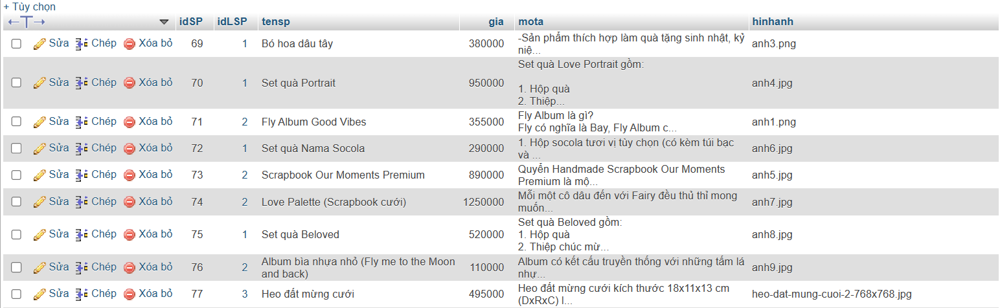 + Tùy chọn
←T→ idSP idLSP tensp gia mota hinhanh
Sửa Chép Xóa bỏ 69 1 Bó hoa dâu tây 380000 -Sản phẩm thích hợp làm quà tặng sinh nhật, kỷ
niệ... anh3.png
Set quà Love Portrait gồm:
Sửa Chép Xóa bỏ 70 1 Set quà Portrait 950000 anh4.jpg
1. Hộp quà
2. Thiệp...
Sửa Chép Xóa bỏ 71 2 Fly Album Good Vibes 355000 Fly Album là gì?
Fly có nghĩa là Bay, Fly Album c... anh1.png
Sửa Chép Xóa bỏ 72 1 Set quà Nama Socola 290000 1. Hộp socola tươi vị tùy chọn (có kèm túi bạc
và ... anh6.jpg
Sửa Chép Xóa bỏ 73 2 Scrapbook Our Moments Premium 890000 Quyển Handmade Scrapbook Our Moments
Premium là mộ... anh5.jpg
Sửa Chép Xóa bỏ 74 2 Love Palette (Scrapbook cưới) 1250000 Mỗi một cô dâu đến với Fairy đều thủ thỉ mong
muốn... anh7.jpg
Set quà Beloved gồm:
Sửa Chép Xóa bỏ 75 1 Set quà Beloved 520000 1. Hộp quà anh8.jpg
2. Thiệp chúc mừ...
Sửa Chép Xóa bỏ 76 2 Album bìa nhựa nhỏ (Fly me to the Moon 110000 Album có kết cấu truyền thống với những tấm lá
and back) nhự... anh9.jpg
Sửa Chép Xóa bỏ 77 3 Heo đất mừng cưới 495000 Heo đất mừng cưới kích thước 18x11x13 cm
(DxRxC) l... heo-dat-mung-cuoi-2-768x768.jpg